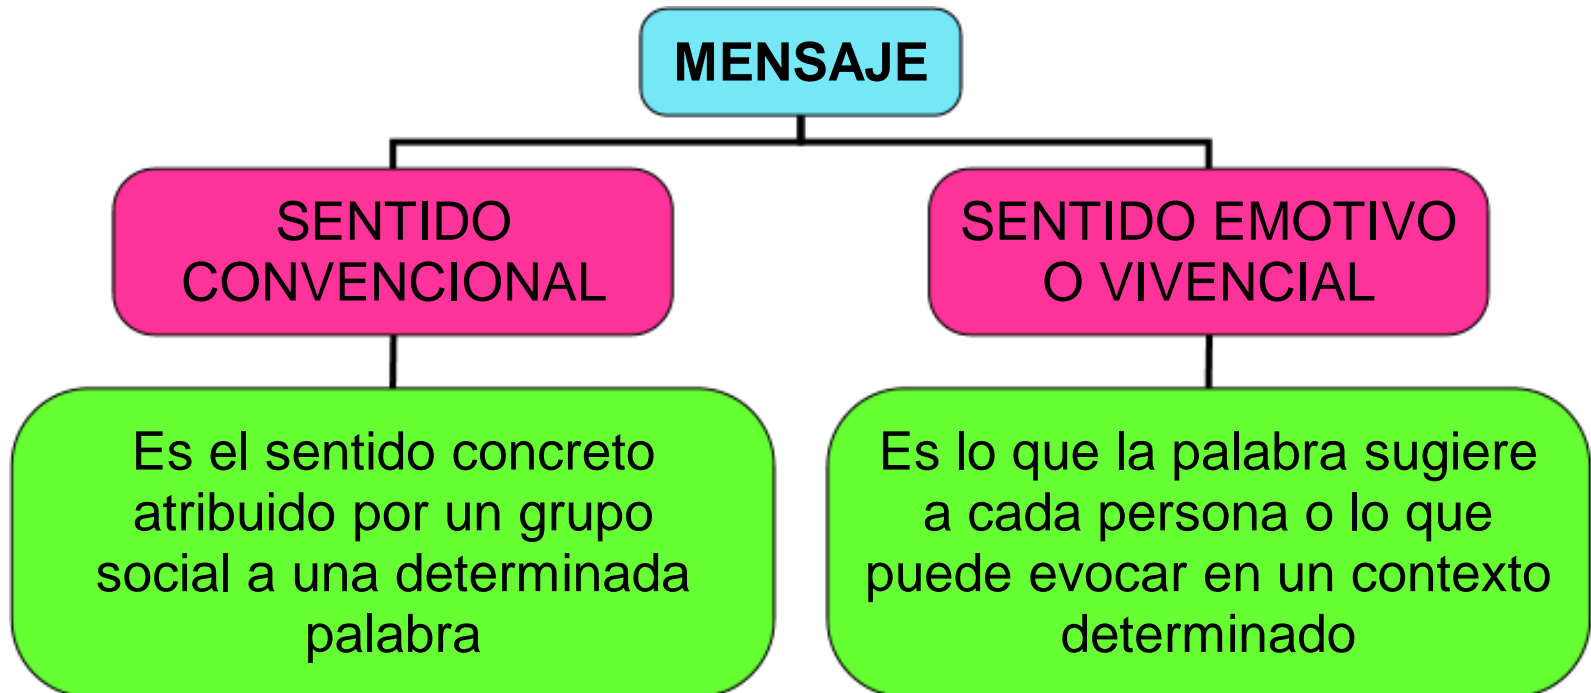 MENSAJE
SENTIDO
CONVENCIONAL
SENTIDO EMOTIVO
O VIVENCIAL
Es el sentido concreto
atribuido por un grupo
social a una determinada
palabra
Es lo que la palabra sugiere
a cada persona o lo que
puede evocar en un contexto
determinado